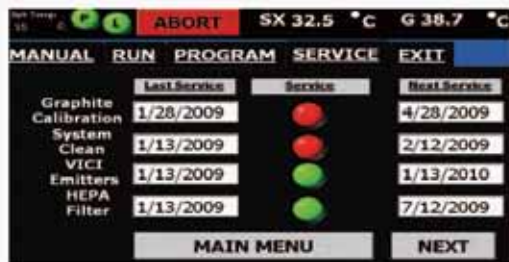 P L ABORT SX 32.5 °C G 38.7 °C
MANUAL RUN PROGRAM SERVICE EXIT
Last Service Service Next Service
Graphite
Calibration 1/28/2009 4/28/2009
System
Clean 1/13/2009 2/12/2009
VICI
Emitters 1/13/2009 1/13/2010
HEPA
Filter 1/13/2009 7/12/2009
MAIN MENU NEXT